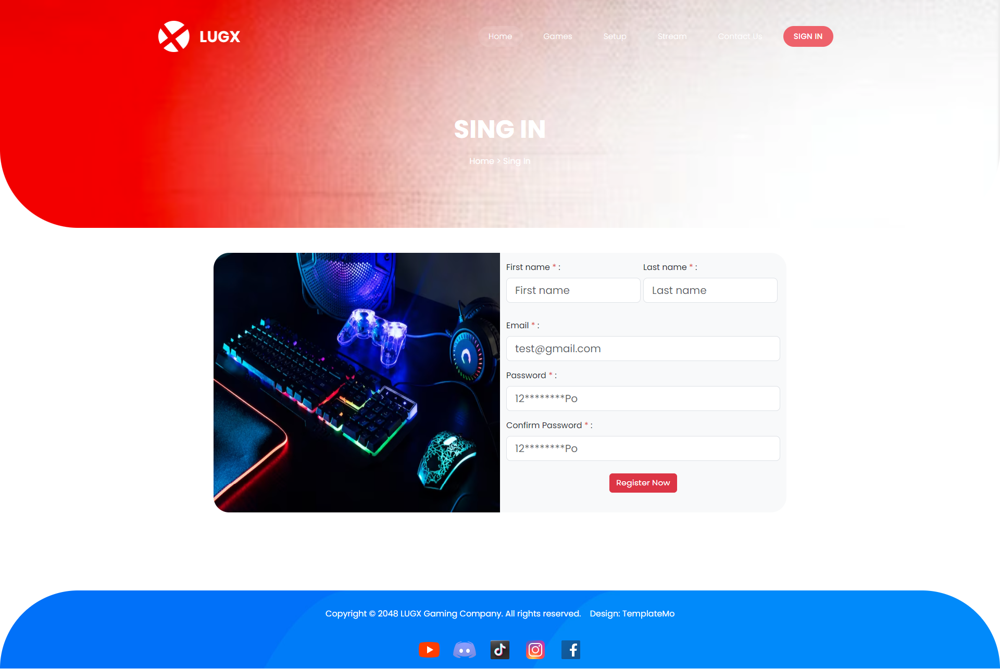 LUGX
Home Games Setup Stream Contact Us SIGN IN
SING IN
Home > Sing In
First name * : Last name * :
First name Last name
Email * :
test@gmail.com
Password * :
12********Po
Confirm Password * :
12********Po
Register Now
Copyright © 2048 LUGX Gaming Company. All rights reserved. Design: TemplateMo